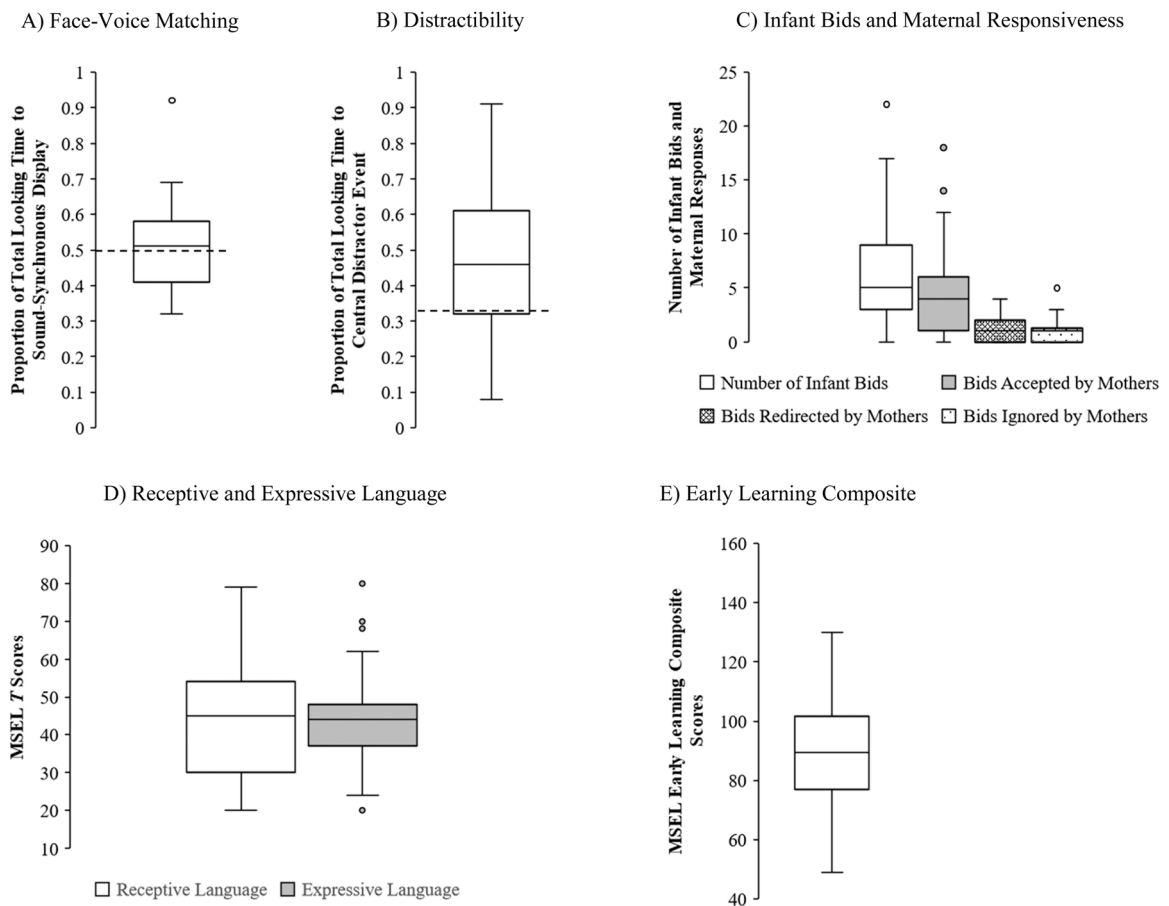 A) Face-Voice Matching
Proportion of Total Looking Time to
Sound-Synchronous Display
1
0.9
0.8
0.7
0.6
0.5
0.4
0.3
0.2
0.1
0
B) Distractibility
Proportion of Total Looking Time to
Central Distractor Event
1
0.9
0.8
0.7
0.6
0.5
0.4
0.3
0.2
0.1
0
C) Infant Bids and Maternal Responsiveness
Number of Infant Bids and
Maternal Responses
25
20
15
10
5
0
Number of Infant Bids
Bids Accepted by Mothers
Bids Redirected by Mothers
Bids Ignored by Mothers
D) Receptive and Expressive Language
MSEL T Scores
90
80
70
60
50
40
30
20
10
Receptive Language
Expressive Language
E) Early Learning Composite
MSEL Early Learning Composite
Scores
160
140
120
100
80
60
40